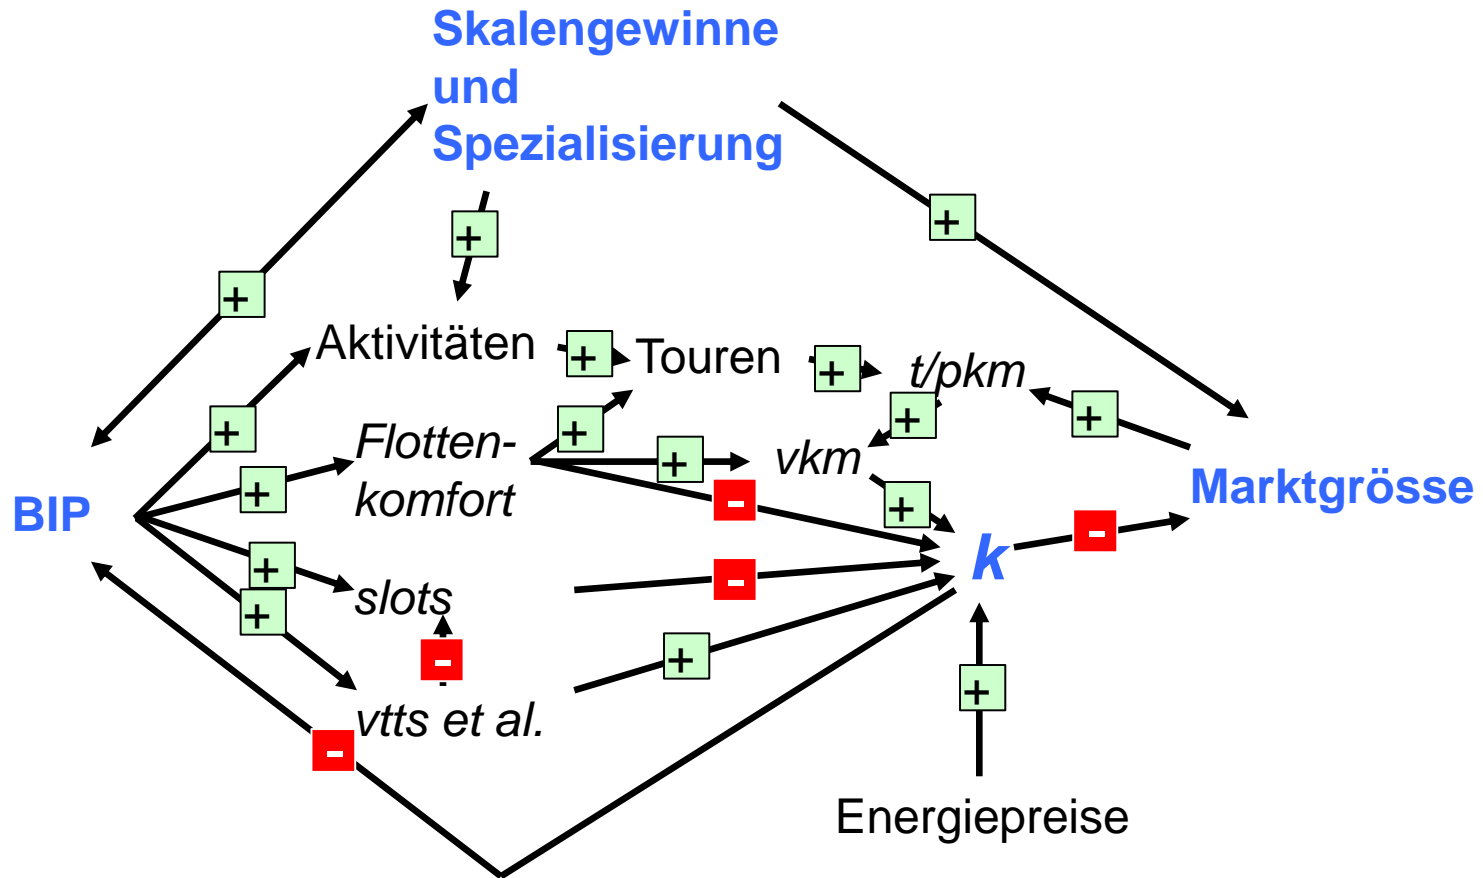 Skalengewinne
und
Spezialisierung
+
+
+
Aktivitäten
+
Touren
+
t/pkm
+
+
+
+
Flotten-
komfort
+
+
vkm
-
+
Marktgrösse
BIP
+
-
k
-
+
slots
-
+
+
vtts et al.
-
Energiepreise